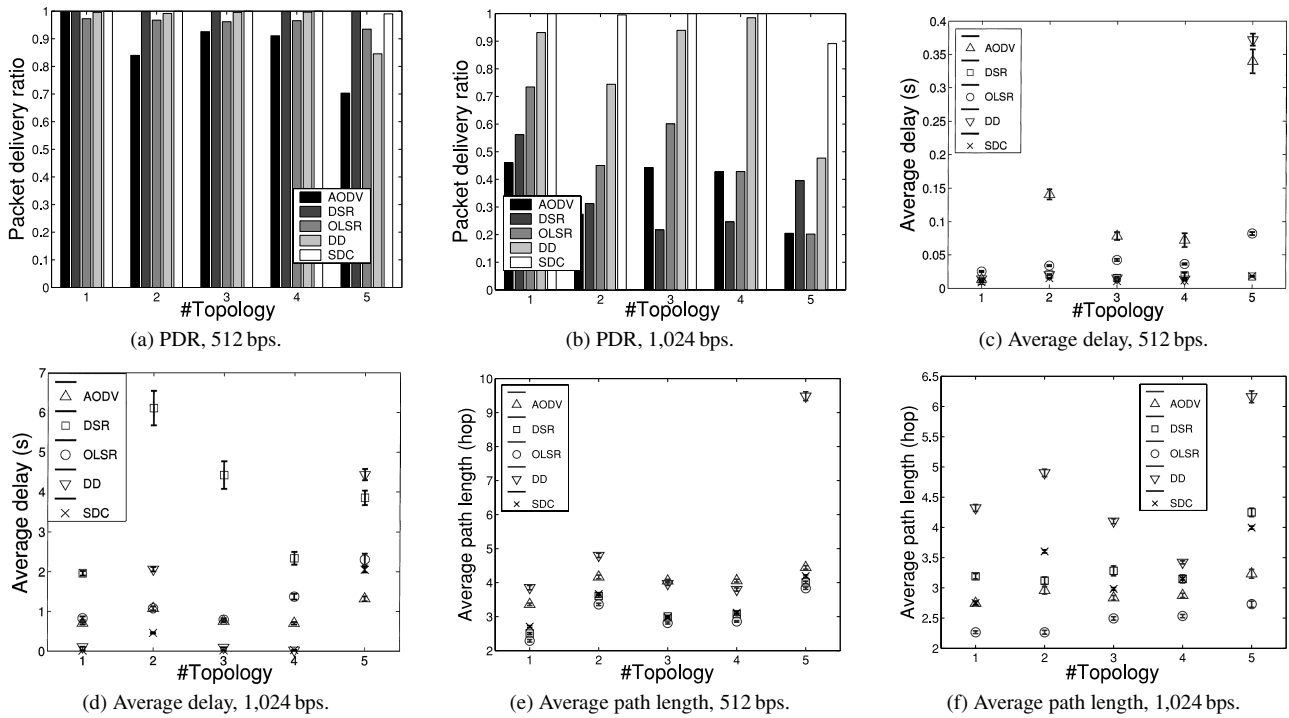 Packet delivery ratio
1
0.9
0.8
0.7
0.6
0.5
0.4
0.3
0.2
0.1
0
AODV
DSR
OLSR
DD
SDC
1 2 3 4 5
#Topology
(a) PDR, 512 bps.
Packet delivery ratio
1
0.9
0.8
0.7
0.6
0.5
0.4
0.3
0.2
0.1
0
AODV
DSR
OLSR
DD
SDC
1 2 3 4 5
#Topology
(b) PDR, 1,024 bps.
Average delay (s)
0.4
0.35
0.3
0.25
0.2
0.15
0.1
0.05
0
AODV
DSR
OLSR
DD
SDC
1 2 3 4 5
#Topology
(c) Average delay, 512 bps.
Average delay (s)
7
6
5
4
3
2
1
0
AODV
DSR
OLSR
DD
SDC
1 2 3 4 5
#Topology
(d) Average delay, 1,024 bps.
Average path length (hop)
10
9
8
7
6
5
4
3
2
AODV
DSR
OLSR
DD
SDC
1 2 3 4 5
#Topology
(e) Average path length, 512 bps.
Average path length (hop)
6.5
6
5.5
5
4.5
4
3.5
3
2.5
2
AODV
DSR
OLSR
DD
SDC
1 2 3 4 5
#Topology
(f) Average path length, 1,024 bps.